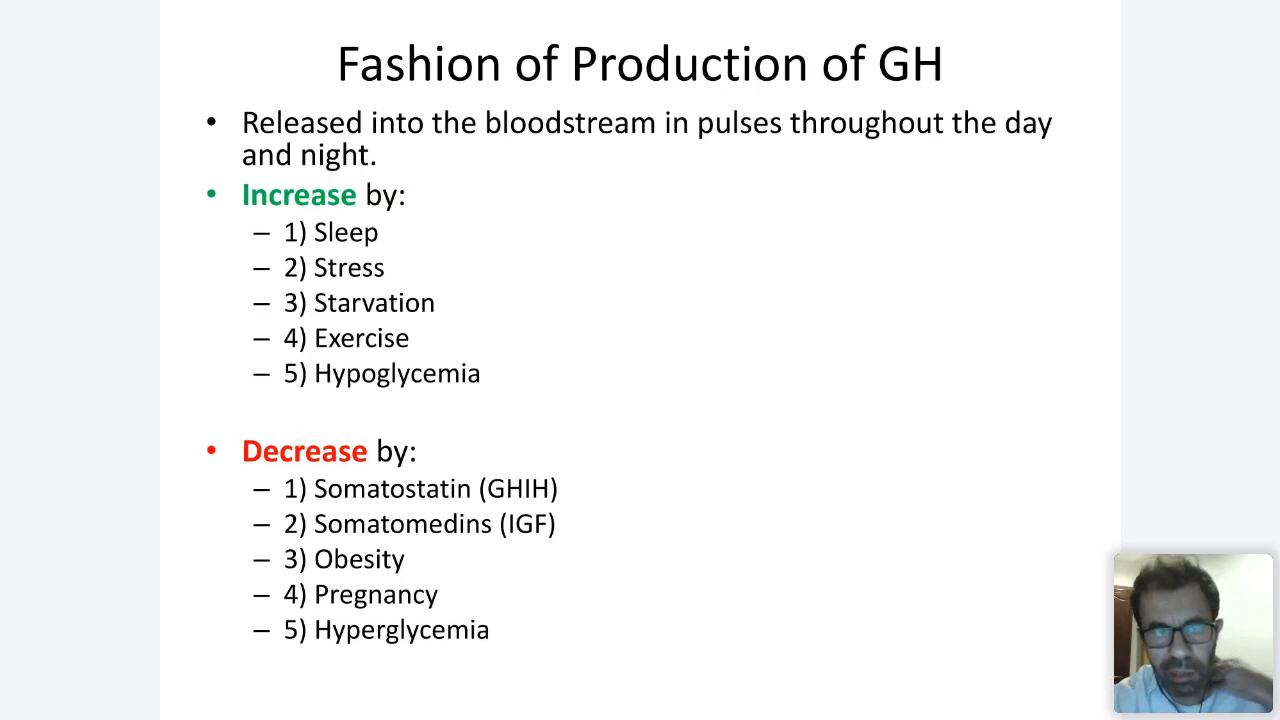 Fashion of Production of GH
• Released into the bloodstream in pulses throughout the day
and night.
• Increase by:
– 1) Sleep
– 2) Stress
– 3) Starvation
– 4) Exercise
– 5) Hypoglycemia
• Decrease by:
– 1) Somatostatin (GHIH)
– 2) Somatomedins (IGF)
– 3) Obesity
– 4) Pregnancy
– 5) Hyperglycemia